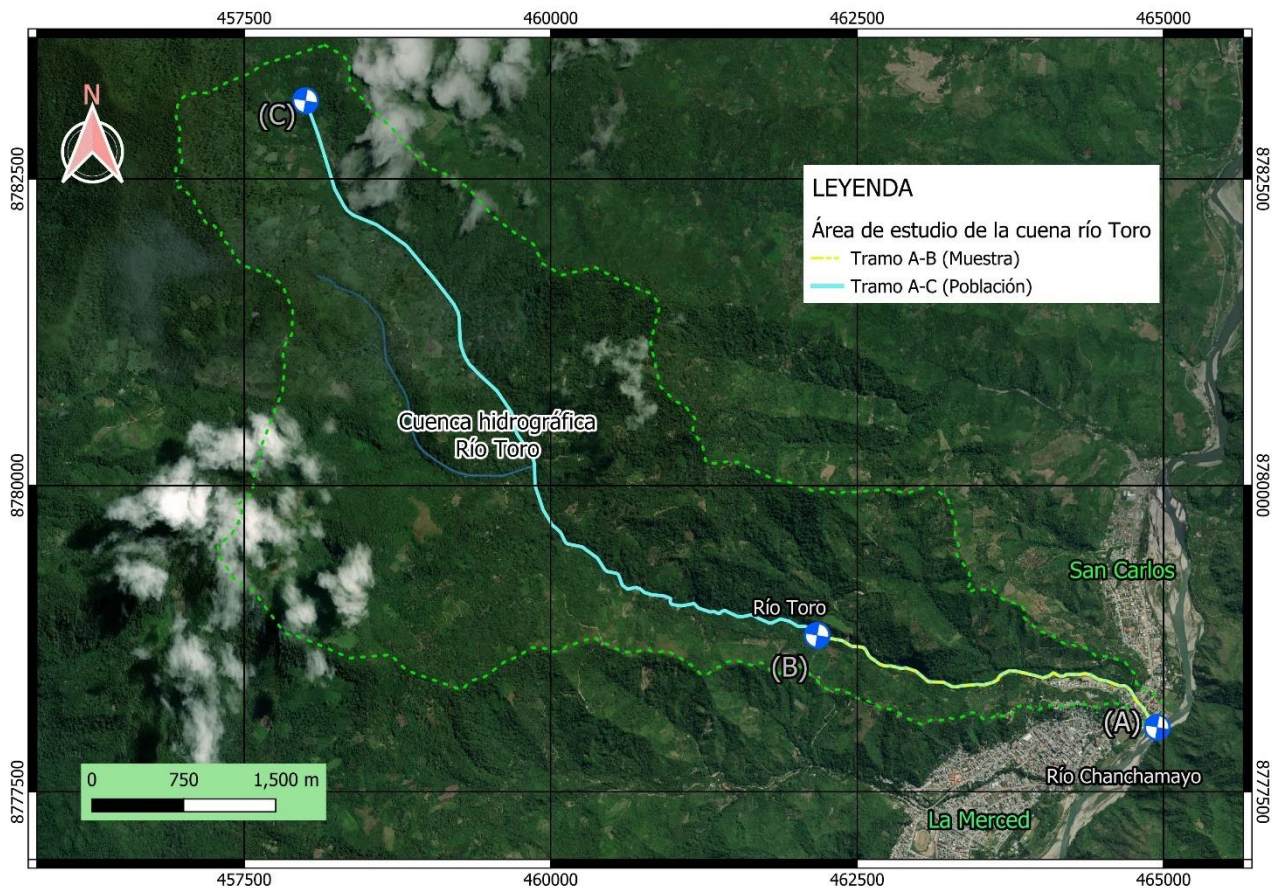 457500 460000 462500 465000
N
(C)
8782500 8782500
LEYENDA
Área de estudio de la cuena río Toro
Tramo A-B (Muestra)
Tramo A-C (Población)
Cuenca hidrográfica
Río Toro
8780000 8780000
San Carlos
Río Toro
(B)
(A)
0 750 1,500 m
Río Chanchamayo
8777500 8777500
La Merced
457500 460000 462500 465000